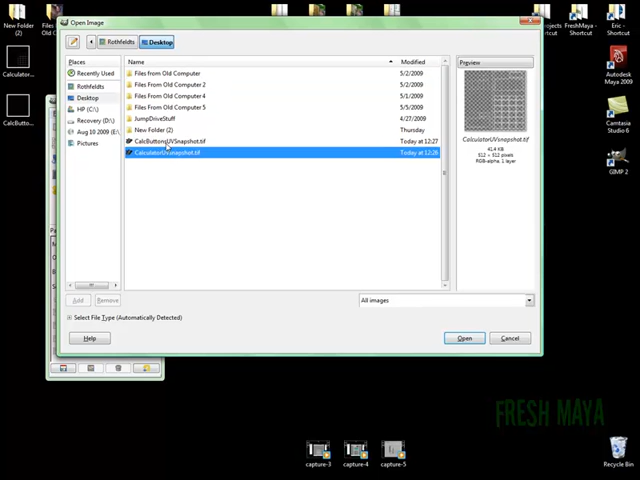 New Folder (2)
Files fro
FreshMaya - Shortcut
Eric - Shortcut
Calculator
CalcButto
Open Image
Rothfeldts
Desktop
Places
Recently Used
Rothfeldts
Desktop
HP (C:)
Recovery (D:)
Aug 10 2009 (E:\
Pictures
Name
Modified
Files From Old Computer 5/2/2009
Files From Old Computer 2 5/2/2009
Files From Old Computer 4 5/1/2009
Files From Old Computer 5 5/2/2009
JumpDriveStuff 4/27/2009
New Folder (2) Thursday
CalcButtonsUVSnapshot.tif Today at 12:27
CalculatorUVsnapshot.tif Today at 12:26
Preview
CalculatorUVsnapshot.tif
41.4 KB
512 × 512 pixels
RGB-alpha, 1 layer
Add
Remove
All images
Select File Type (Automatically Detected)
Help
Open
Cancel
Autodesk Maya 2009
Camtasia Studio 6
GIMP 2
FRESH MAYA
capture-3
capture-4
capture-5
Recycle Bin